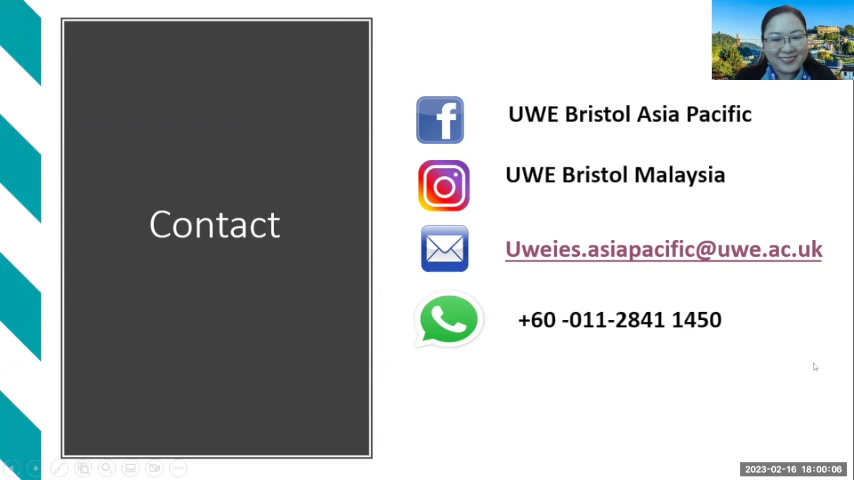 Contact
UWE Bristol Asia Pacific
UWE Bristol Malaysia
Uweies.asiapacific@uwe.ac.uk
+60 -011-2841 1450
2023-02-16 18:00:06